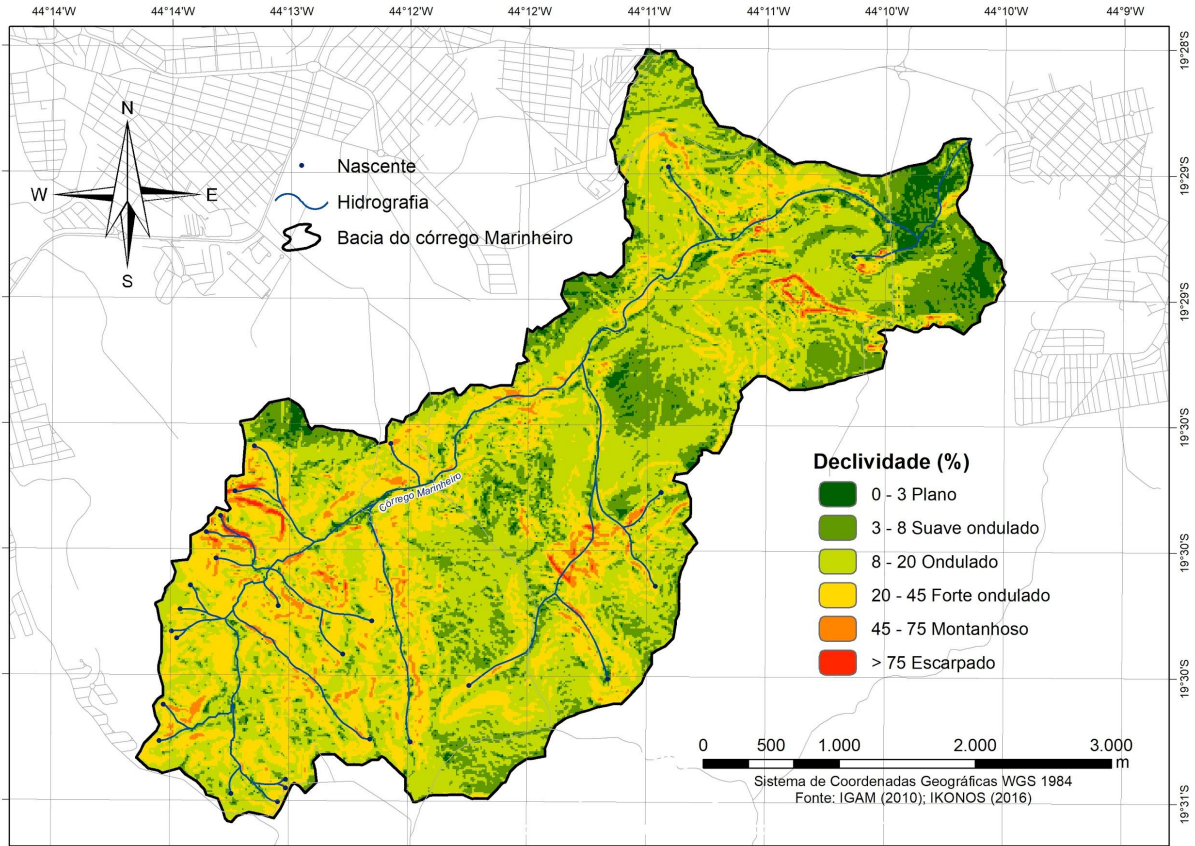 44°14'W 44°14'W 44°13'W 44°12'W 44°12'W 44°11'W 44°11'W 44°10'W 44°10'W 44°9'W
19°28'S
19°29'S
19°29'S
19°30'S
19°30'S
19°30'S
19°31'S
N
W
E
S
Nascente
Hidrografia
Bacia do córrego Marinheiro
Córrego Marinheiro
Declividade (%)
0 - 3 Plano
3 - 8 Suave ondulado
8 - 20 Ondulado
20 - 45 Forte ondulado
45 - 75 Montanhoso
> 75 Escarpado
0 500 1.000 2.000 3.000
m
Sistema de Coordenadas Geográficas WGS 1984
Fonte: IGAM (2010); IKONOS (2016)